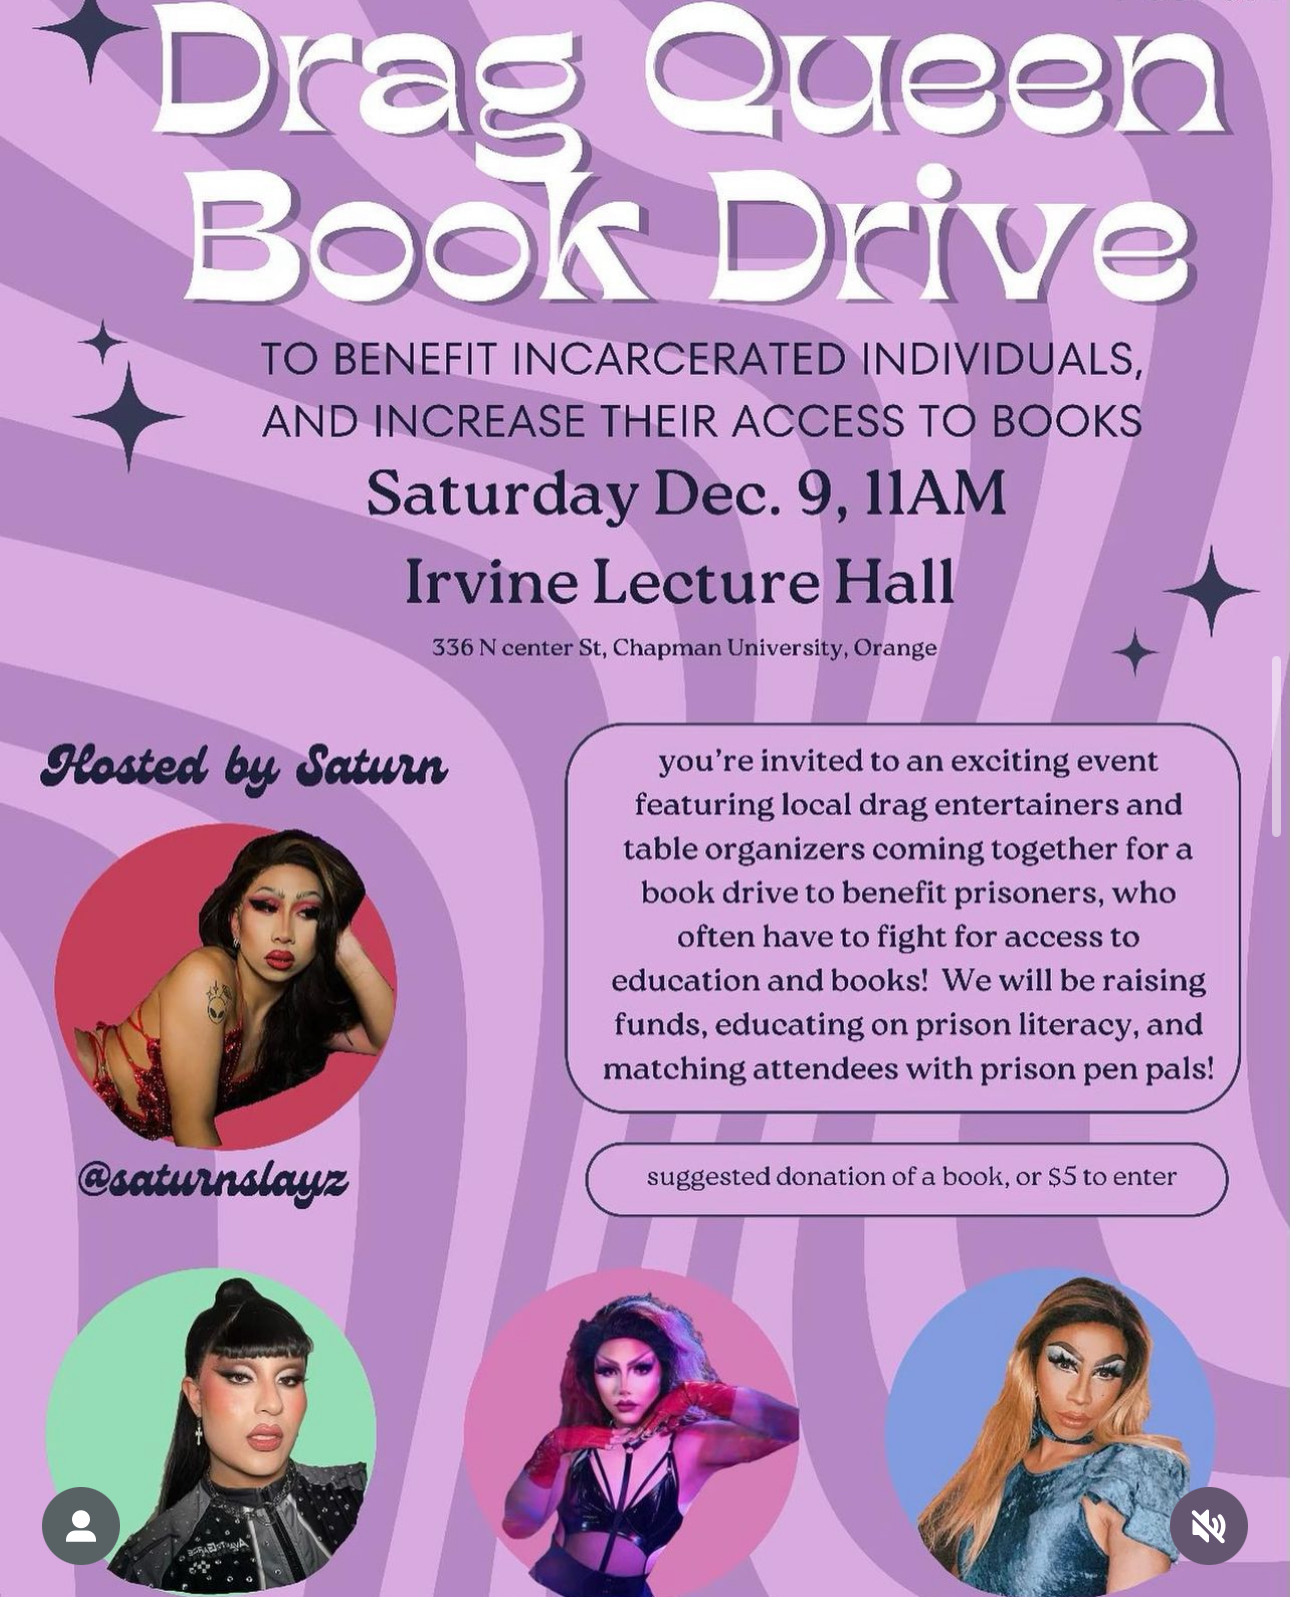 Drag Queen
Book Drive
TO BENEFIT INCARCERATED INDIVIDUALS,
AND INCREASE THEIR ACCESS TO BOOKS
Saturday Dec. 9, 11AM
Irvine Lecture Hall
336 N center St, Chapman University, Orange
Hosted by Saturn
@saturnslayz
you're invited to an exciting event
featuring local drag entertainers and
table organizers coming together for a
book drive to benefit prisoners, who
often have to fight for access to
education and books!  We will be raising
funds, educating on prison literacy, and
matching attendees with prison pen pals!
suggested donation of a book, or $5 to enter